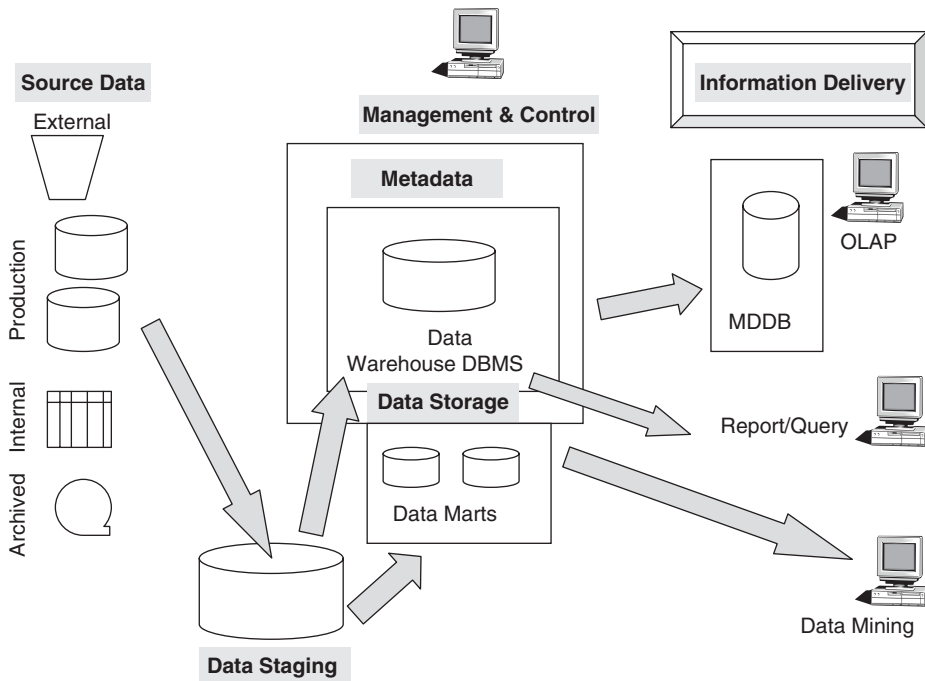 Source Data
External
Production
Internal
Archived
Management & Control
Metadata
Data
Warehouse DBMS
Data Storage
Data Marts
Data Staging
Information Delivery
OLAP
MDDB
Report/Query
Data Mining